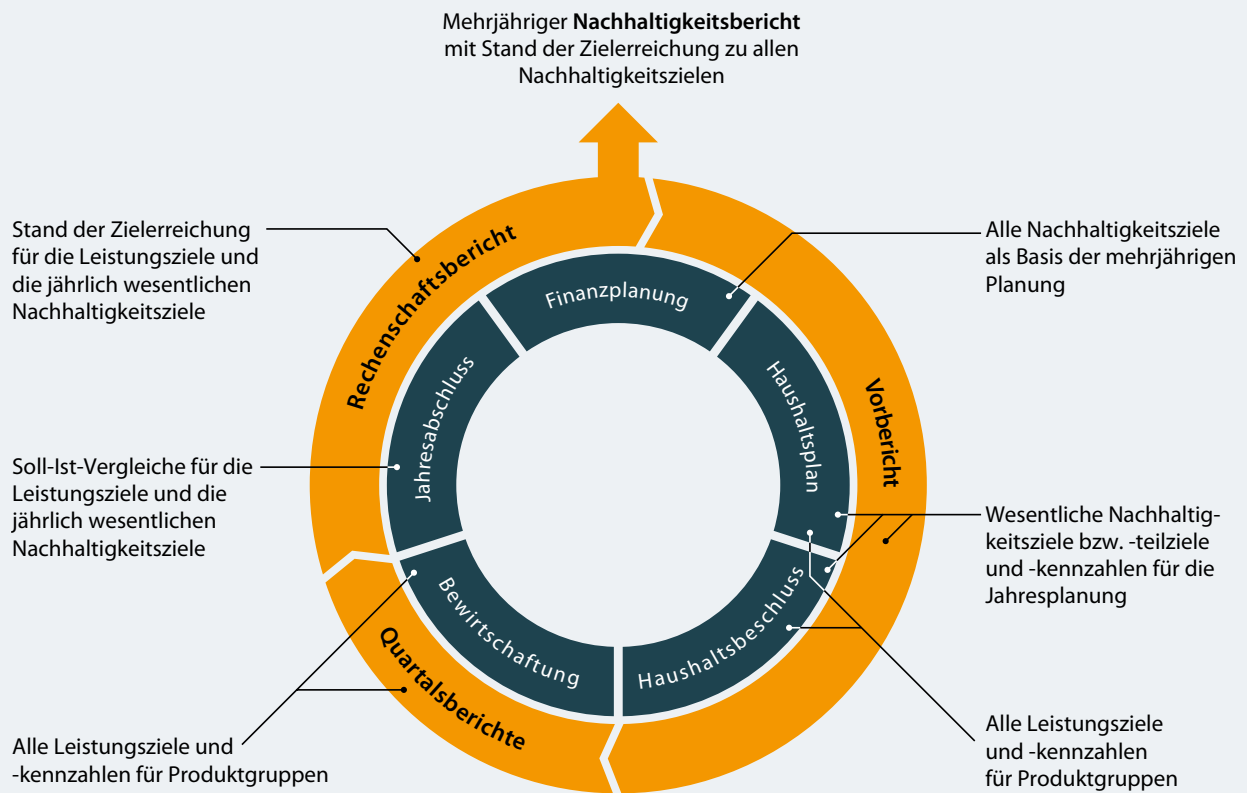 Mehrjähriger Nachhaltigkeitsbericht
mit Stand der Zielerreichung zu allen
Nachhaltigkeitszielen
Stand der Zielerreichung
für die Leistungsziele und
die jährlich wesentlichen
Nachhaltigkeitsziele
Alle Nachhaltigkeitsziele
als Basis der mehrjährigen
Planung
Rechenschaftsbericht
Finanzplanung
Jahresabschluss
Haushaltsplan
Vorbericht
Soll-Ist-Vergleiche für die
Leistungsziele und die
jährlich wesentlichen
Nachhaltigkeitsziele
Wesentliche Nachhaltig-
keitsziele bzw. -teilziele
und -kennzahlen für die
Jahresplanung
Bewirtschaftung
Haushaltsbeschluss
Quartalsberichte
Alle Leistungsziele und
-kennzahlen für Produktgruppen
Alle Leistungsziele
und -kennzahlen
für Produktgruppen